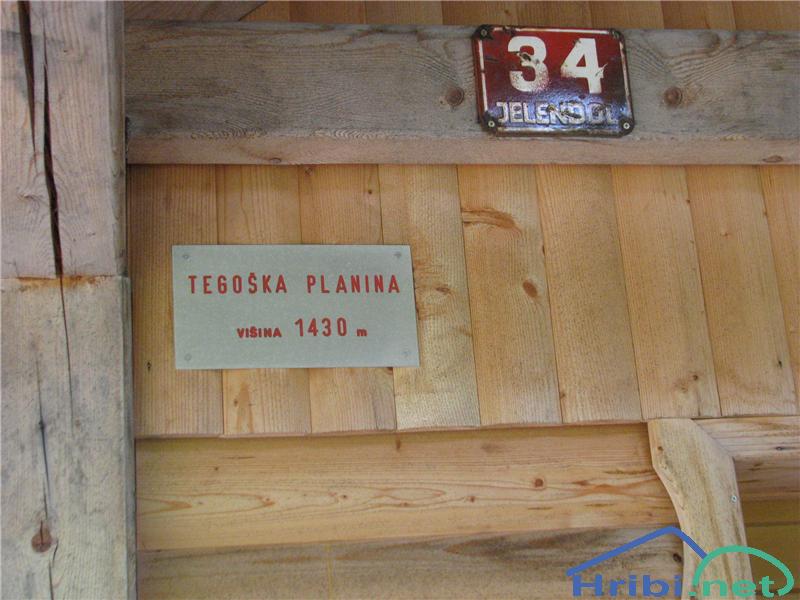 34
JELENDOL
TEGOŠKA PLANINA
VIŠINA 1430 m
Hribi.net